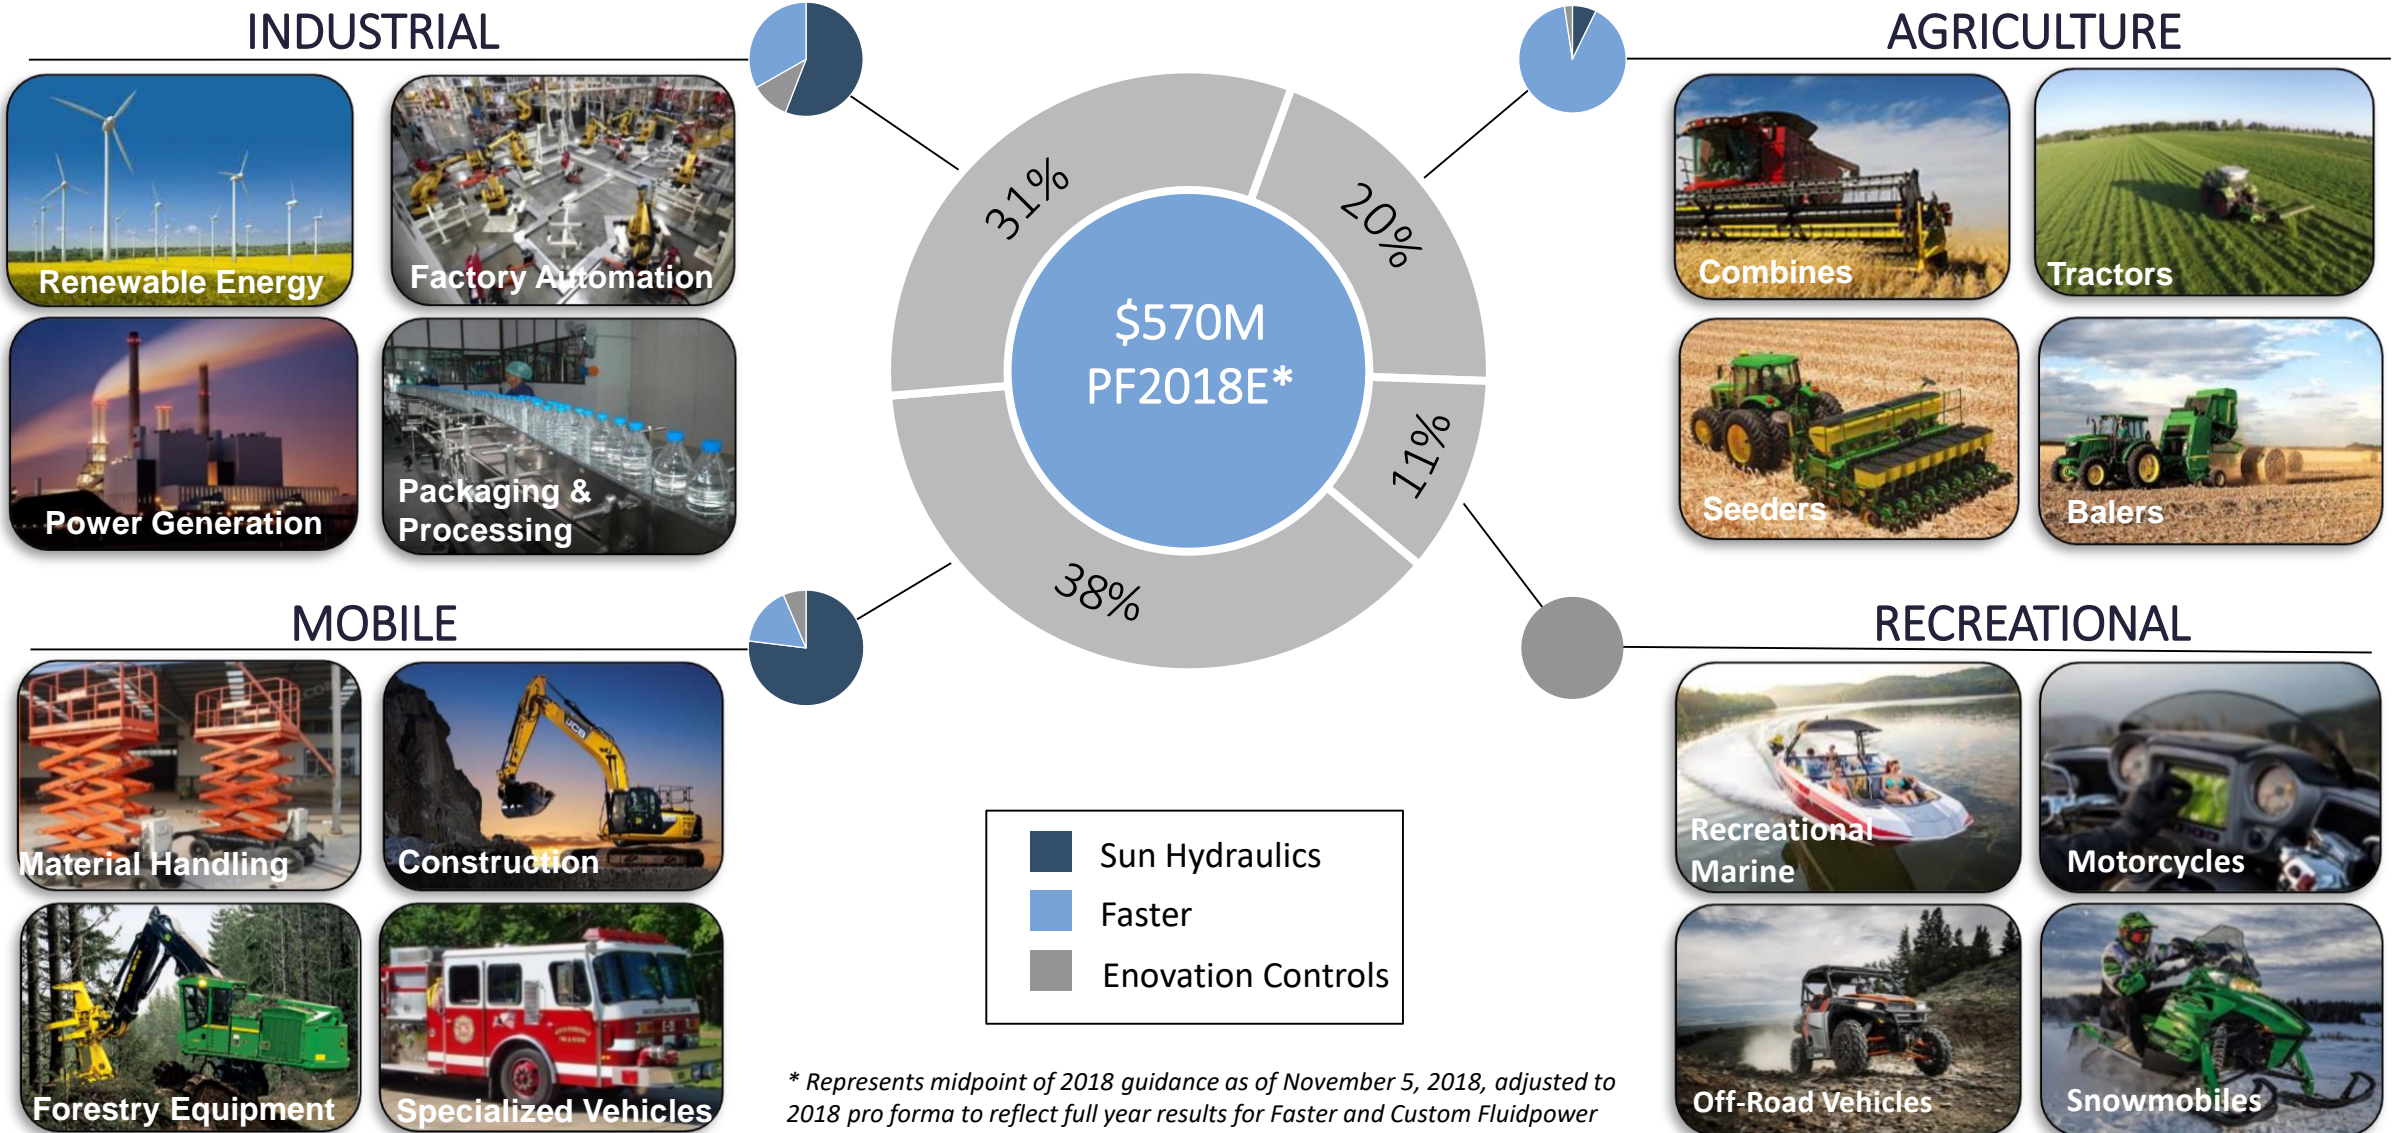 INDUSTRIAL
Renewable Energy
Factory Automation
Power Generation
Packaging &
Processing
MOBILE
Material Handling
JCB
Construction
Forestry Equipment
Specialized Vehicles
31%
20%
11%
38%
$570M
PF2018E*
Sun Hydraulics
Faster
Enovation Controls
* Represents midpoint of 2018 guidance as of November 5, 2018, adjusted to
2018 pro forma to reflect full year results for Faster and Custom Fluidpower
AGRICULTURE
Combines
Tractors
Seeders
Balers
RECREATIONAL
Recreational
Marine
Motorcycles
Off-Road Vehicles
Snowmobiles